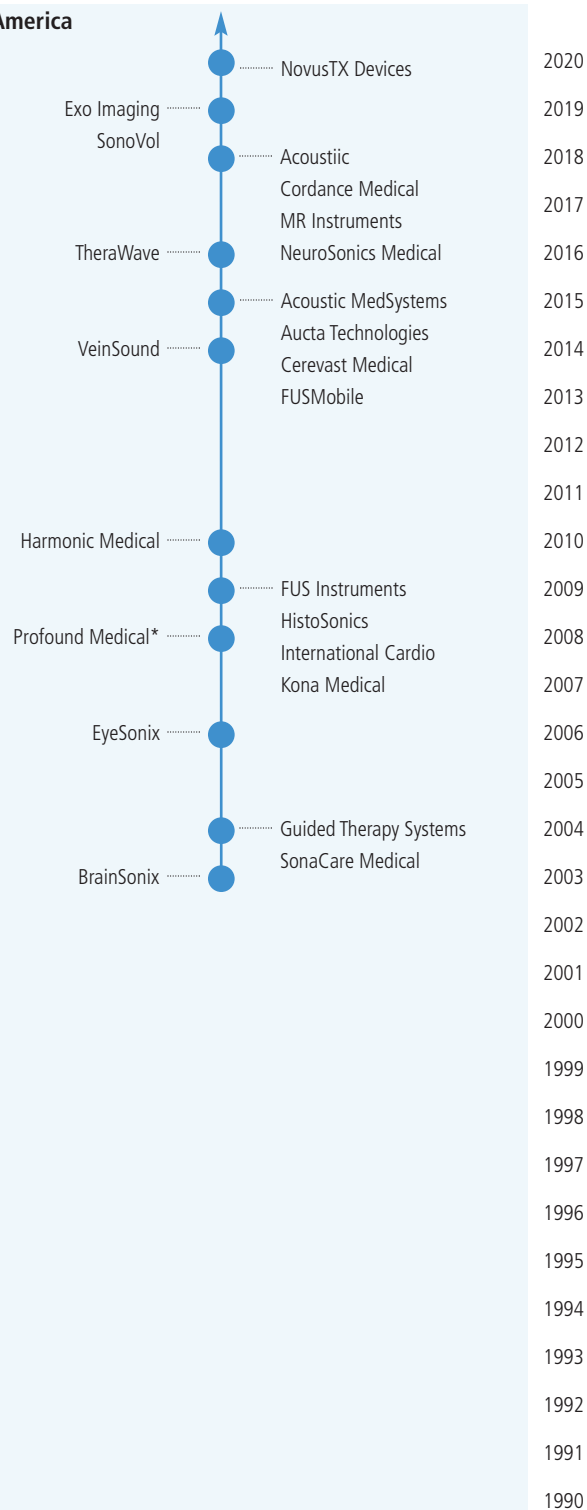 America
NovusTX Devices
2020
Exo Imaging
2019
SonoVol
Acoustiic
2018
Cordance Medical
2017
MR Instruments
TheraWave
NeuroSonics Medical
2016
Acoustic MedSystems
2015
Aucta Technologies
VeinSound
2014
Cerevast Medical
FUSMobile
2013
2012
2011
Harmonic Medical
2010
FUS Instruments
2009
HistoSonics
Profound Medical*
2008
International Cardio
Kona Medical
2007
EyeSonix
2006
2005
Guided Therapy Systems
2004
SonaCare Medical
BrainSonix
2003
2002
2001
2000
1999
1998
1997
1996
1995
1994
1993
1992
1991
1990